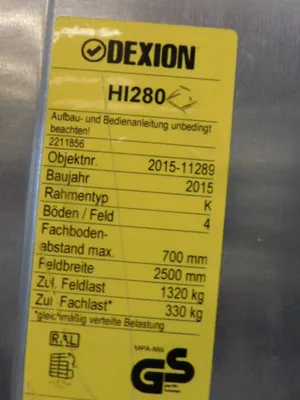 DEXION
HI280
Aufbau- und Bedienanleitung unbedingt
beachten!
2211856
Objektnr. 2015-11289
Baujahr 2015
Rahmentyp K
Böden / Feld 4
Fachboden-
abstand max. 700 mm
Feldbreite 2500 mm
Zul. Feldlast 1320 kg
Zul. Fachlast* 330 kg
*gleichmäßig verteilte Belastung
RAL
GS